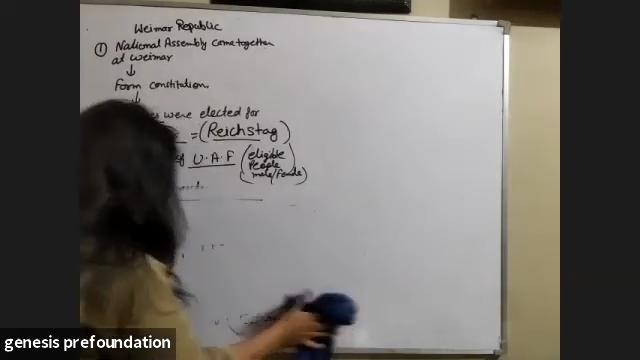 Weimar Republic
① National Assembly came together
at Weimar
↓
Form constitution.
↓
were elected for
= (Reichstag)
of U.A.F (eligible
People
male/female)
genesis prefoundation